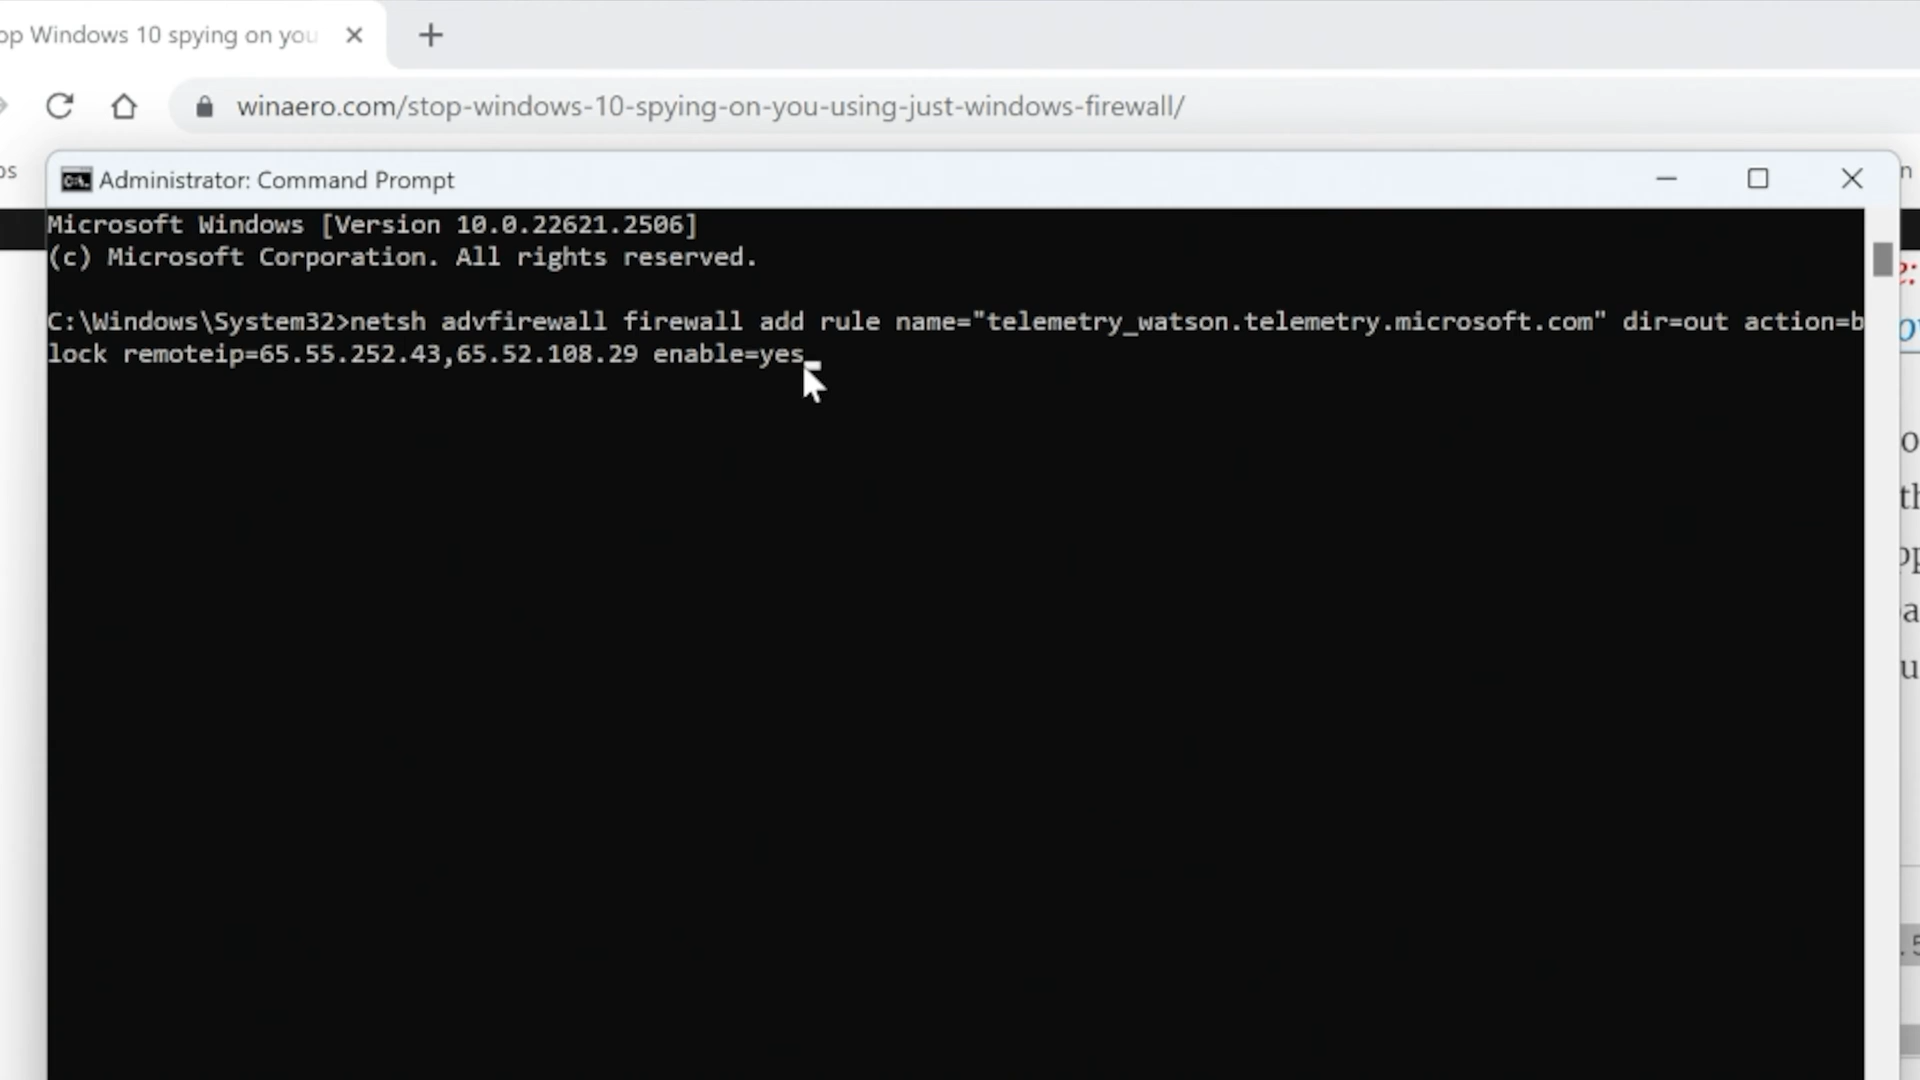 op Windows 10 spying on you
winaero.com/stop-windows-10-spying-on-you-using-just-windows-firewall/
Administrator: Command Prompt
Microsoft Windows [Version 10.0.22621.2506]
(c) Microsoft Corporation. All rights reserved.
C:\Windows\System32>netsh advfirewall firewall add rule name="telemetry_watson.telemetry.microsoft.com" dir=out action=b
lock remoteip=65.55.252.43,65.52.108.29 enable=yes